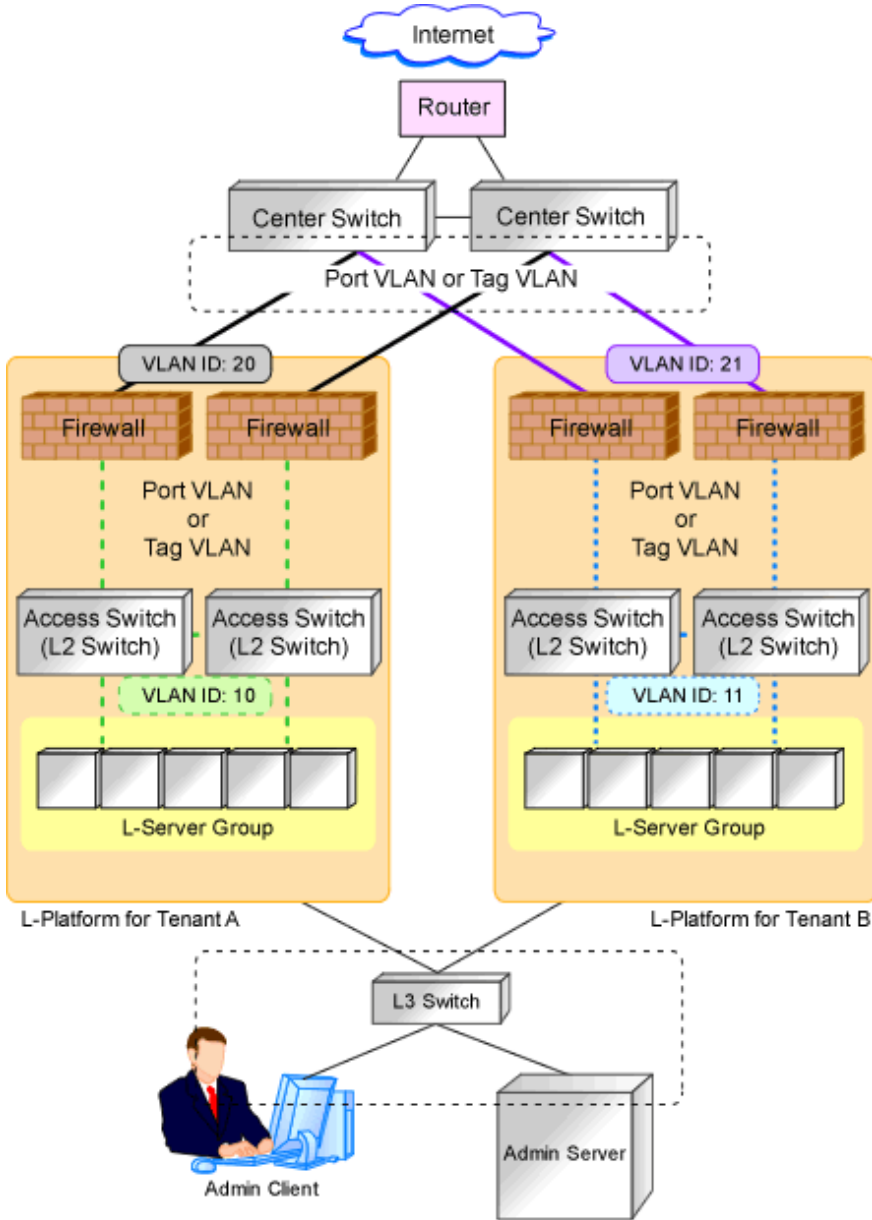 Internet
Router
Center Switch
Center Switch
Port VLAN or Tag VLAN
VLAN ID: 20
VLAN ID: 21
Firewall
Firewall
Firewall
Firewall
Port VLAN
or
Tag VLAN
Port VLAN
or
Tag VLAN
Access Switch
(L2 Switch)
Access Switch
(L2 Switch)
Access Switch
(L2 Switch)
Access Switch
(L2 Switch)
VLAN ID: 10
VLAN ID: 11
L-Server Group
L-Server Group
L-Platform for Tenant A
L-Platform for Tenant B
L3 Switch
Admin Server
Admin Client